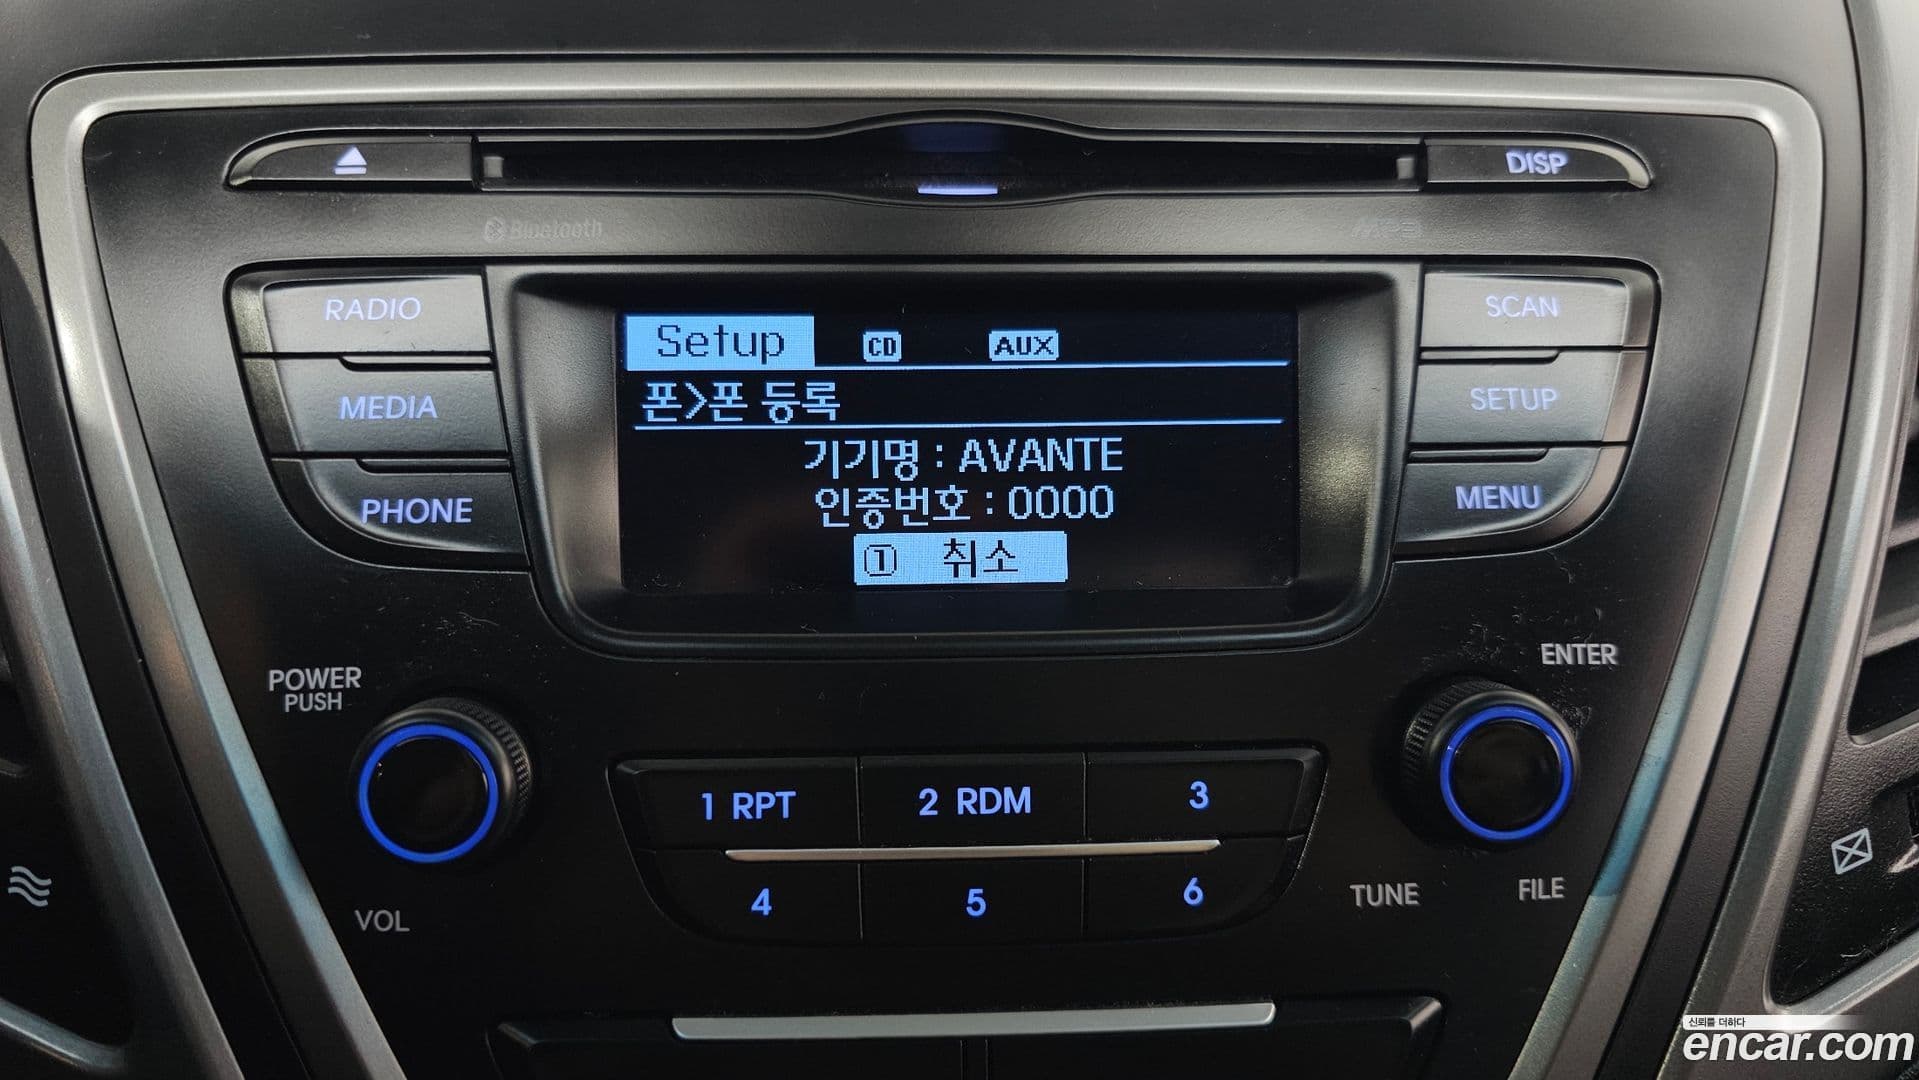 DISP
Bluetooth
MP3
RADIO
MEDIA
PHONE
Setup CD AUX
폰>폰 등록
기기명 : AVANTE
인증번호 : 0000
① 취소
SCAN
SETUP
MENU
POWER
PUSH
VOL
1 RPT
2 RDM
3
4
5
6
ENTER
TUNE
FILE
신뢰를 더하다
encar.com